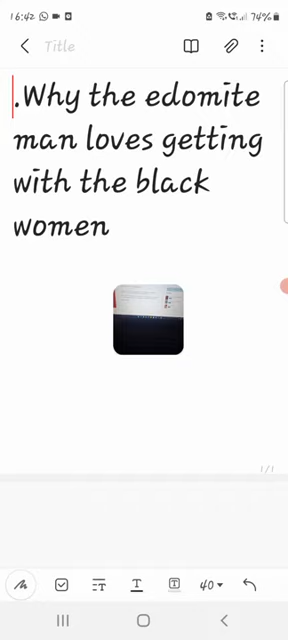 16:42
74%
Title
.Why the edomite
man loves getting
with the black
women
1/1
40